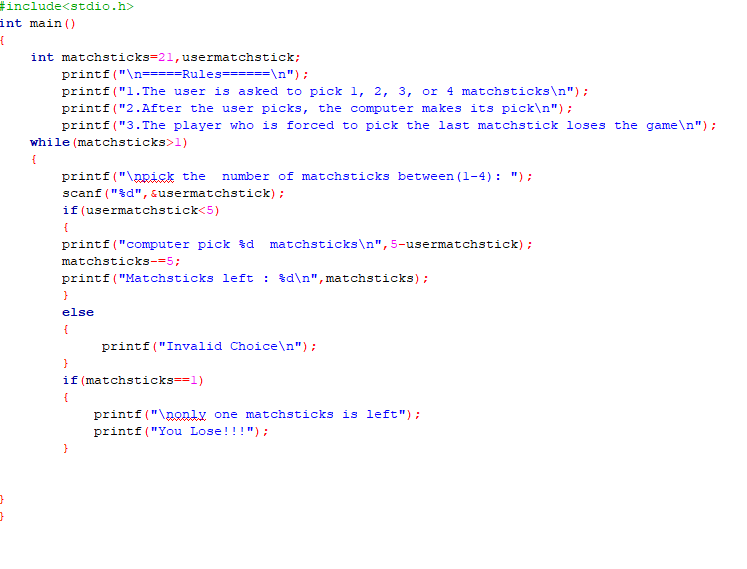 #include<stdio.h>
int main()
{
int matchsticks=21,usermatchstick;
printf("\n=====Rules======\n");
printf("1.The user is asked to pick 1, 2, 3, or 4 matchsticks\n");
printf("2.After the user picks, the computer makes its pick\n");
printf("3.The player who is forced to pick the last matchstick loses the game\n");
while(matchsticks>1)
{
printf("\npick the  number of matchsticks between(1-4): ");
scanf("%d",&usermatchstick);
if(usermatchstick<5)
{
printf("computer pick %d  matchsticks\n",5-usermatchstick);
matchsticks-=5;
printf("Matchsticks left : %d\n",matchsticks);
}
else
{
printf("Invalid Choice\n");
}
if(matchsticks==1)
{
printf("\nonly one matchsticks is left");
printf("You Lose!!!");
}
}
}